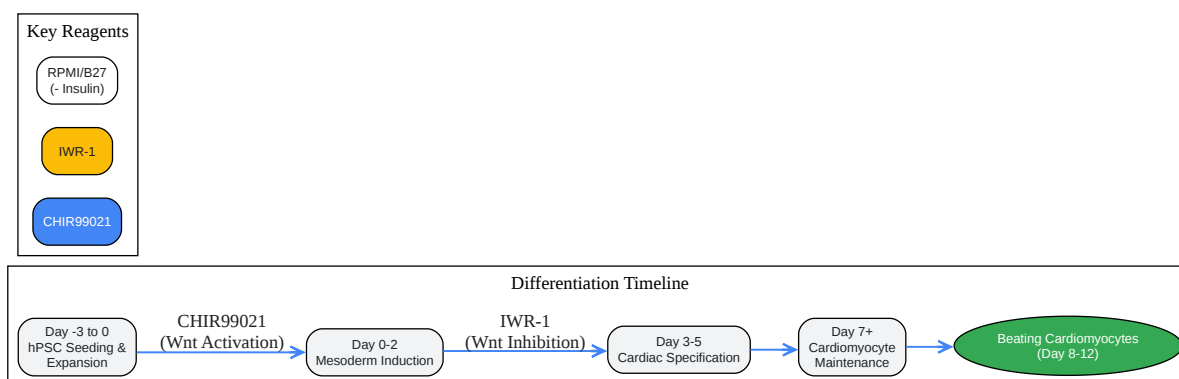 Key Reagents
RPMI/B27
(- Insulin)
IWR-1
CHIR99021
Differentiation Timeline
Day -3 to 0
hPSC Seeding &
Expansion
CHIR99021
(Wnt Activation)
Day 0-2
Mesoderm Induction
IWR-1
(Wnt Inhibition)
Day 3-5
Cardiac Specification
Day 7+
Cardiomyocyte
Maintenance
Beating Cardiomyocytes
(Day 8-12)